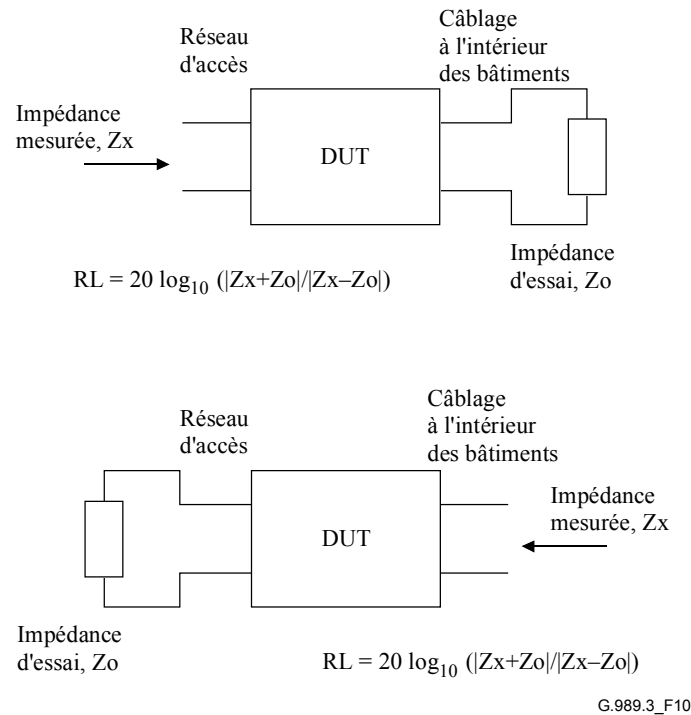 Réseau
d'accès
Câblage
à l'intérieur
des bâtiments
Impédance
mesurée, Zx
DUT
Impédance
d'essai, Zo
RL = 20 log10 (|Zx+Zo|/|Zx–Zo|)
Câblage
à l'intérieur
des bâtiments
Réseau
d'accès
Impédance
mesurée, Zx
DUT
Impédance
d'essai, Zo
RL = 20 log10 (|Zx+Zo|/|Zx–Zo|)
G.989.3_F10